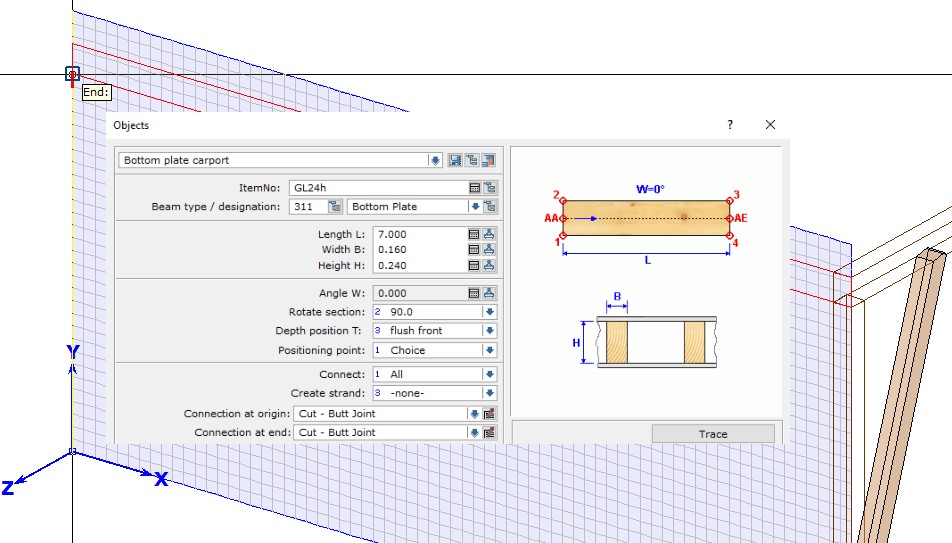 End:
Objects
?
Bottom plate carport
ItemNo: GL24h
Beam type / designation: 311 Bottom Plate
Length L: 7.000
Width B: 0.160
Height H: 0.240
Angle W: 0.000
Rotate section: 2 90.0
Depth position T: 3 flush front
Positioning point: 1 Choice
Connect: 1 All
Create strand: 3 -none-
Connection at origin: Cut - Butt Joint
Connection at end: Cut - Butt Joint
W=0°
2 3
AA AE
1 4
L
B
H
Trace
Y
X
Z